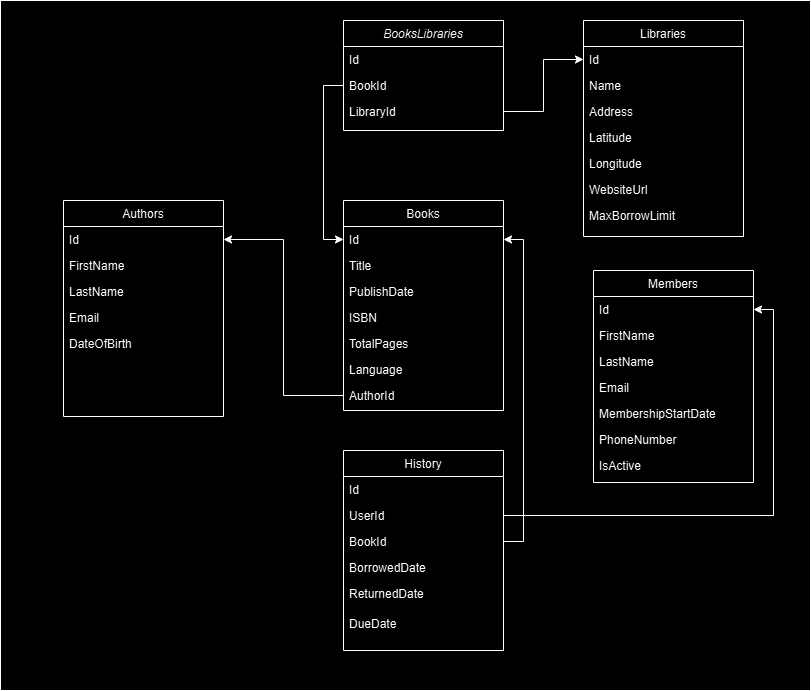 BooksLibraries
Id
BookId
LibraryId
Libraries
Id
Name
Address
Latitude
Longitude
WebsiteUrl
MaxBorrowLimit
Authors
Id
FirstName
LastName
Email
DateOfBirth
Books
Id
Title
PublishDate
ISBN
TotalPages
Language
AuthorId
Members
Id
FirstName
LastName
Email
MembershipStartDate
PhoneNumber
IsActive
History
Id
UserId
BookId
BorrowedDate
ReturnedDate
DueDate